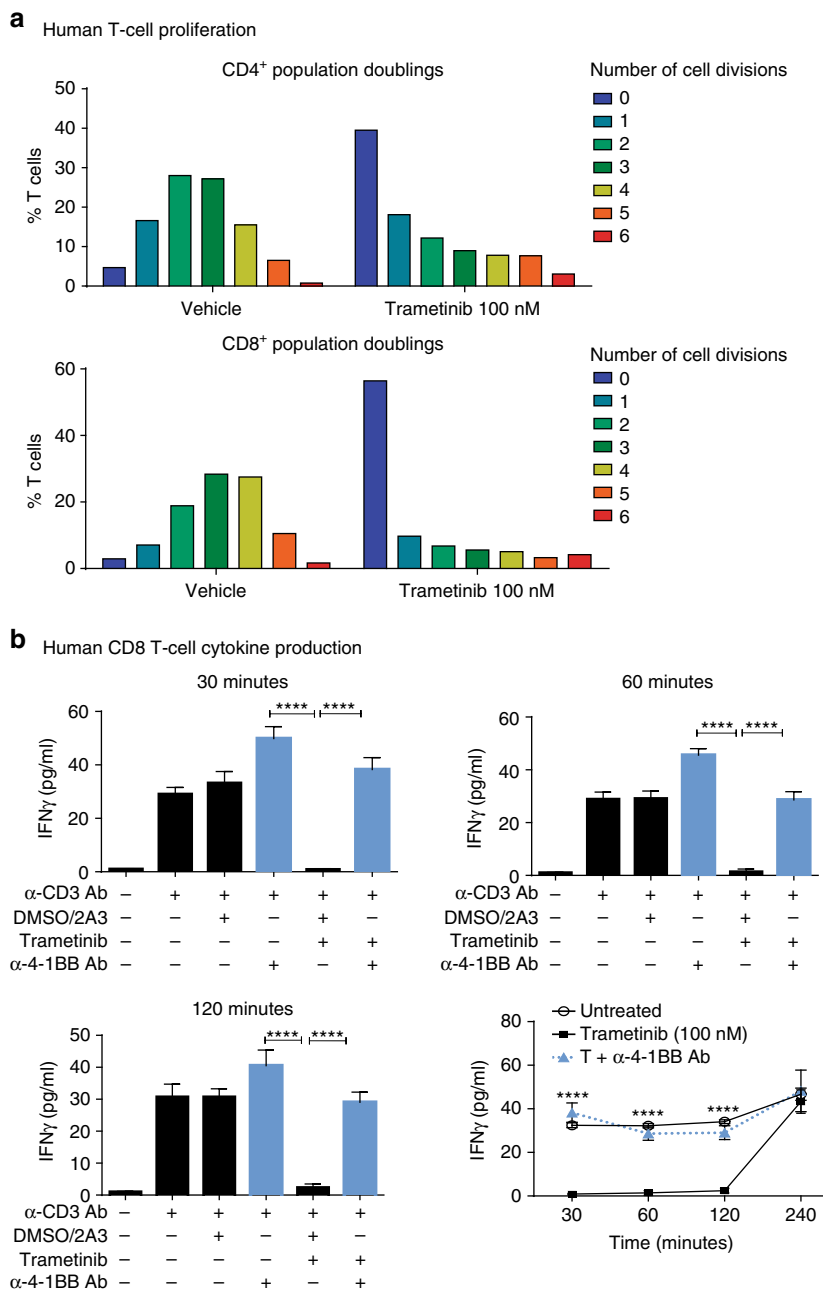 a Human T-cell proliferation
CD4+ population doublings
Number of cell divisions
50
40
30
20
10
0
% T cells
Vehicle
Trametinib 100 nM
0
1
2
3
4
5
6
CD8+ population doublings
Number of cell divisions
60
40
20
0
% T cells
Vehicle
Trametinib 100 nM
0
1
2
3
4
5
6
b Human CD8 T-cell cytokine production
30 minutes
**** ****
60
40
20
0
IFNγ (pg/ml)
α-CD3 Ab – + + + + +
DMSO/2A3 – – + – + –
Trametinib – – – – + +
α-4-1BB Ab – – – + – +
60 minutes
**** ****
60
40
20
0
IFNγ (pg/ml)
α-CD3 Ab – + + + + +
DMSO/2A3 – – + – + –
Trametinib – – – – + +
α-4-1BB Ab – – – + – +
120 minutes
**** ****
50
40
30
20
10
0
IFNγ (pg/ml)
α-CD3 Ab – + + + + +
DMSO/2A3 – – + – + –
Trametinib – – – – + +
α-4-1BB Ab – – – + – +
Untreated
Trametinib (100 nM)
T + α-4-1BB Ab
80
60
40
20
0
IFNγ (pg/ml)
**** **** ****
30 60 120 240
Time (minutes)